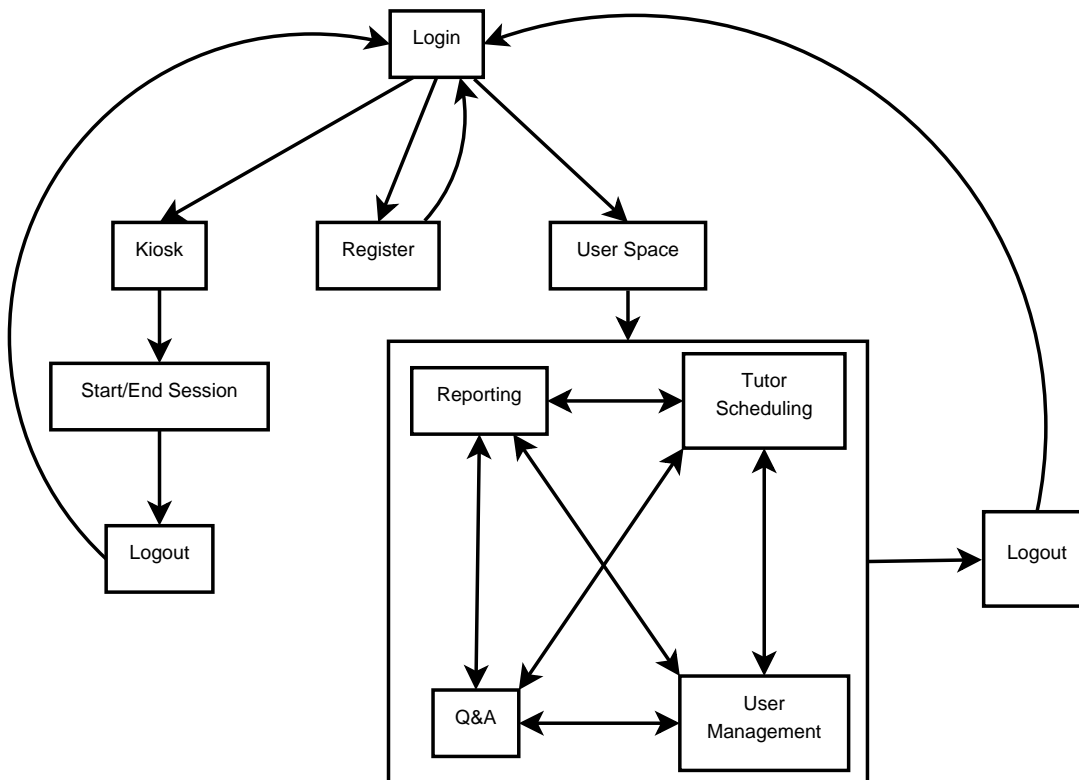 Login
Kiosk
Register
User Space
Start/End Session
Reporting
Tutor
Scheduling
Logout
Logout
Q&A
User
Management